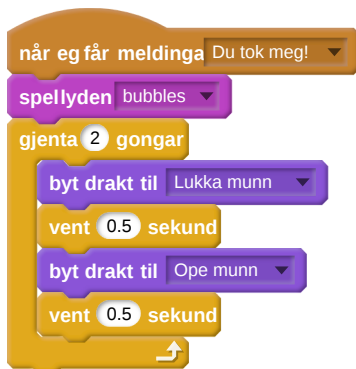 når eg får meldinga Du tok meg!
spel lyden bubbles
gjenta 2 gongar
byt drakt til Lukka munn
vent 0.5 sekund
byt drakt til Ope munn
vent 0.5 sekund